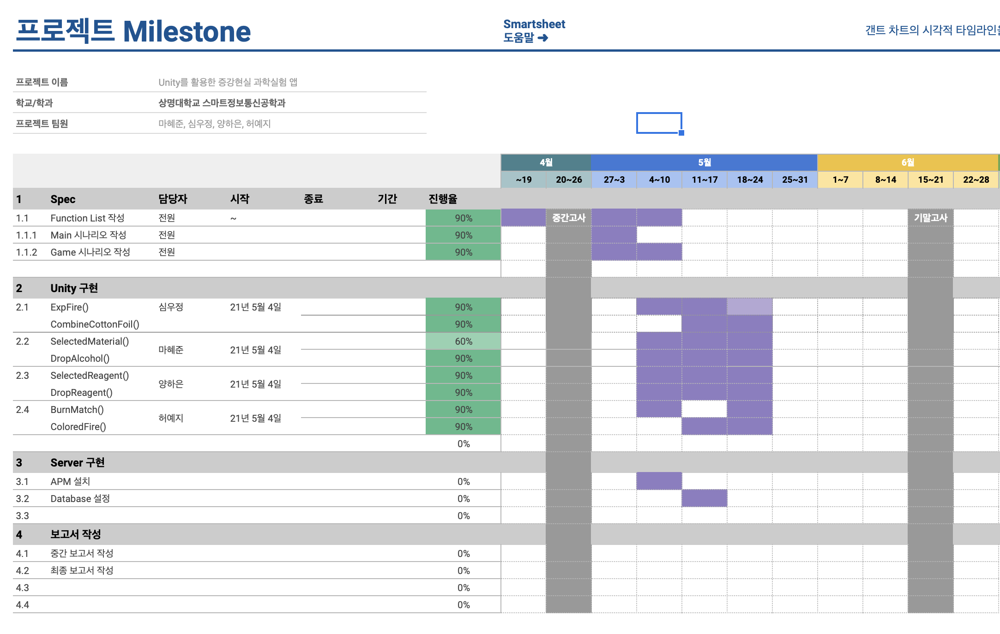 프로젝트 Milestone
Smartsheet
도움말 ➜
갠트 차트의 시각적 타임라인을
프로젝트 이름 Unity를 활용한 증강현실 과학실험 앱
학교/학과 상명대학교 스마트정보통신공학과
프로젝트 팀원 마혜준, 심우정, 양하은, 허예지
4월 5월 6월
~19 20~26 27~3 4~10 11~17 18~24 25~31 1~7 8~14 15~21 22~28
1 Spec 담당자 시작 종료 기간 진행율
1.1 Function List 작성 전원 ~ 90% 중간고사 기말고사
1.1.1 Main 시나리오 작성 전원 90%
1.1.2 Game 시나리오 작성 전원 90%
2 Unity 구현
2.1 ExpFire() 심우정 21년 5월 4일 90%
CombineCottonFoil() 90%
2.2 SelectedMaterial() 60%
마혜준 21년 5월 4일
DropAlcohol() 90%
2.3 SelectedReagent() 90%
양하은 21년 5월 4일
DropReagent() 90%
2.4 BurnMatch() 90%
허예지 21년 5월 4일
ColoredFire() 90%
0%
3 Server 구현
3.1 APM 설치 0%
3.2 Database 설정 0%
3.3 0%
4 보고서 작성
4.1 중간 보고서 작성 0%
4.2 최종 보고서 작성 0%
4.3 0%
4.4 0%